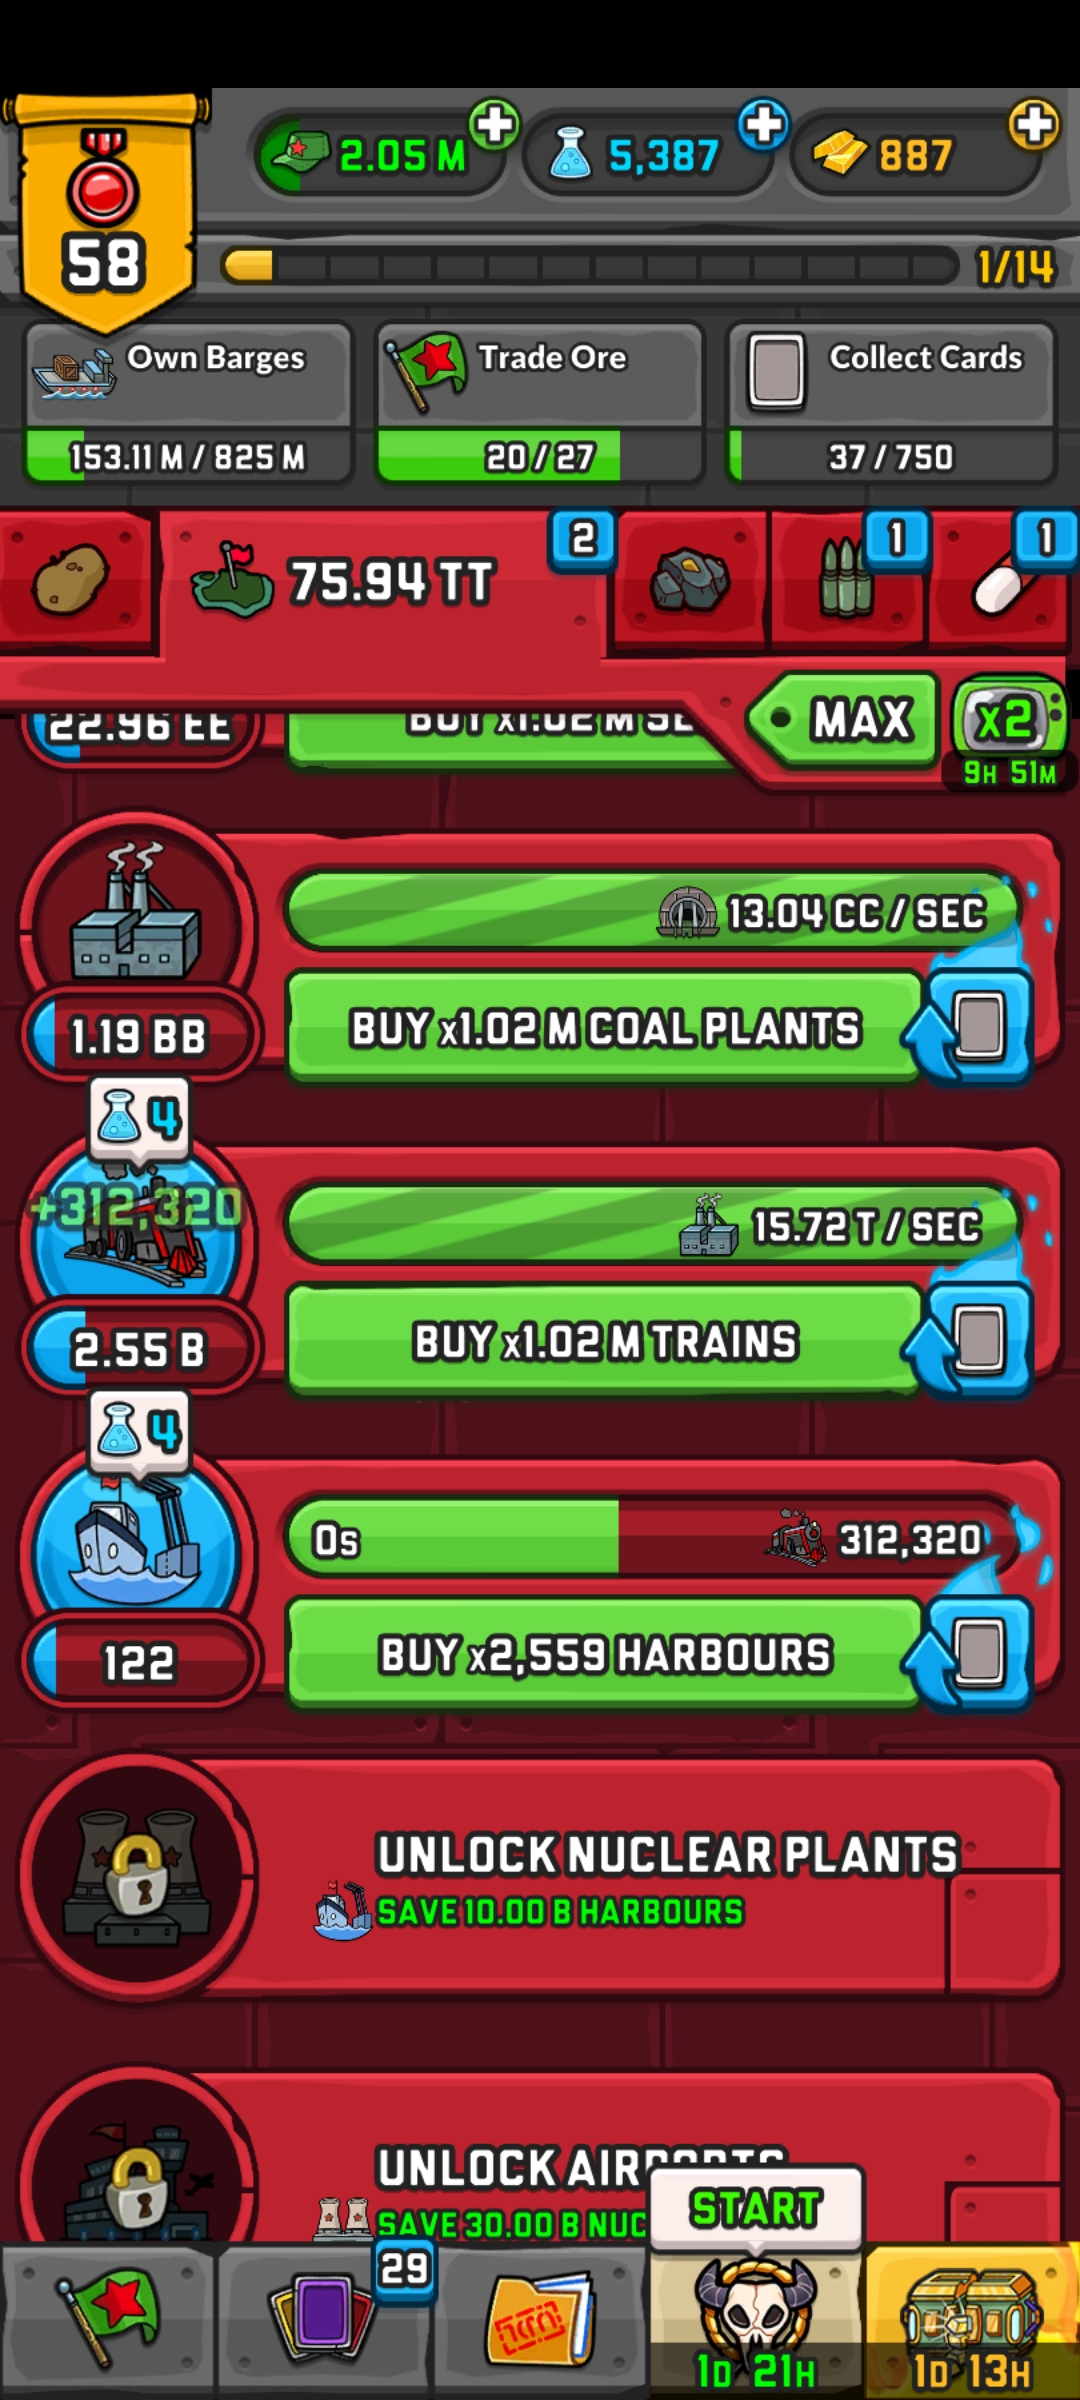 2.05 M
5,387
887
58
1/14
Own Barges
Trade Ore
Collect Cards
153.11 M / 825 M
20 / 27
37 / 750
75.94 TT
2
1
1
22.96 EE
BUY x1.02 M SE
MAX
x2
9H 51M
13.04 CC / SEC
BUY x1.02 M COAL PLANTS
1.19 BB
4
+312,320
15.72 T / SEC
BUY x1.02 M TRAINS
2.55 B
4
0s
312,320
BUY x2,559 HARBOURS
122
UNLOCK NUCLEAR PLANTS
SAVE 10.00 B HARBOURS
UNLOCK AIRPORTS
SAVE 30.00 B NUC
START
29
1D 21H
1D 13H